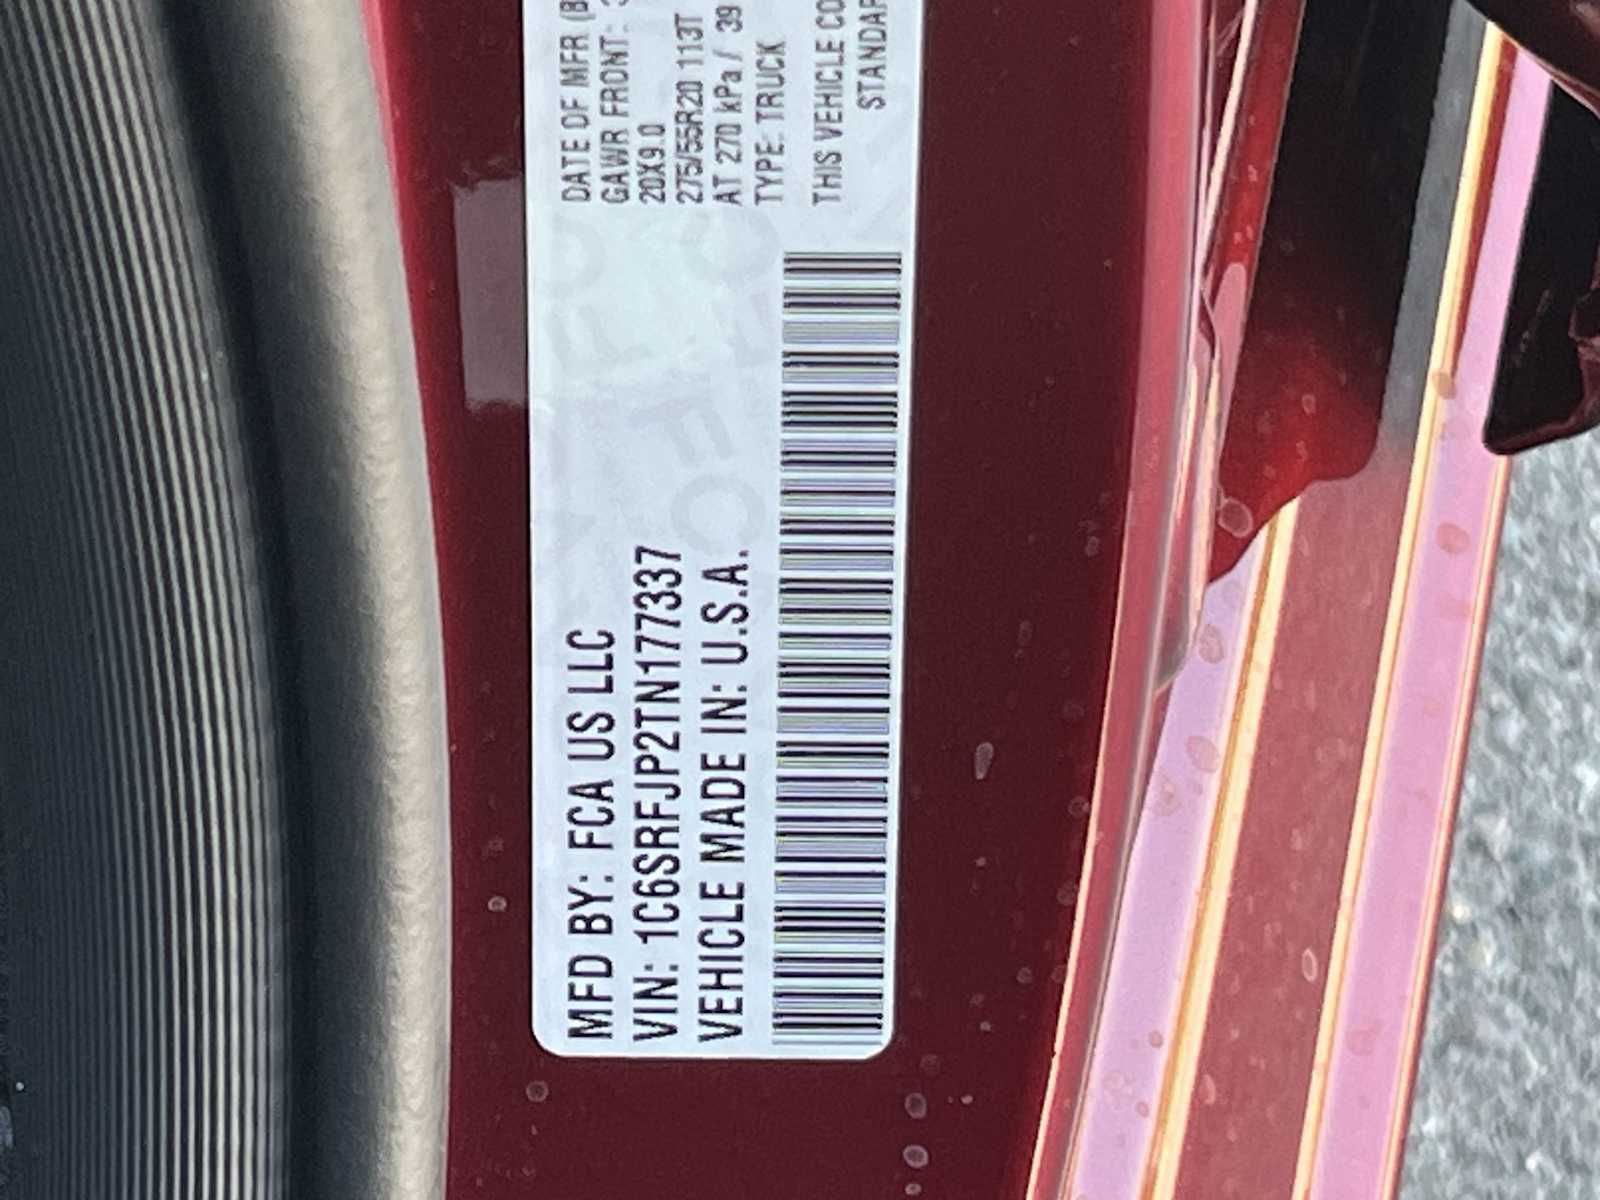 MFD BY: FCA US LLC
VIN: 1C6SRFJP2TN177337
VEHICLE MADE IN: U.S.A.
DATE OF MFR
GAWR FRONT:
20X9.0
275/55R20 113T
AT 270 kPa / 39
TYPE: TRUCK
THIS VEHICLE CO
STANDAR